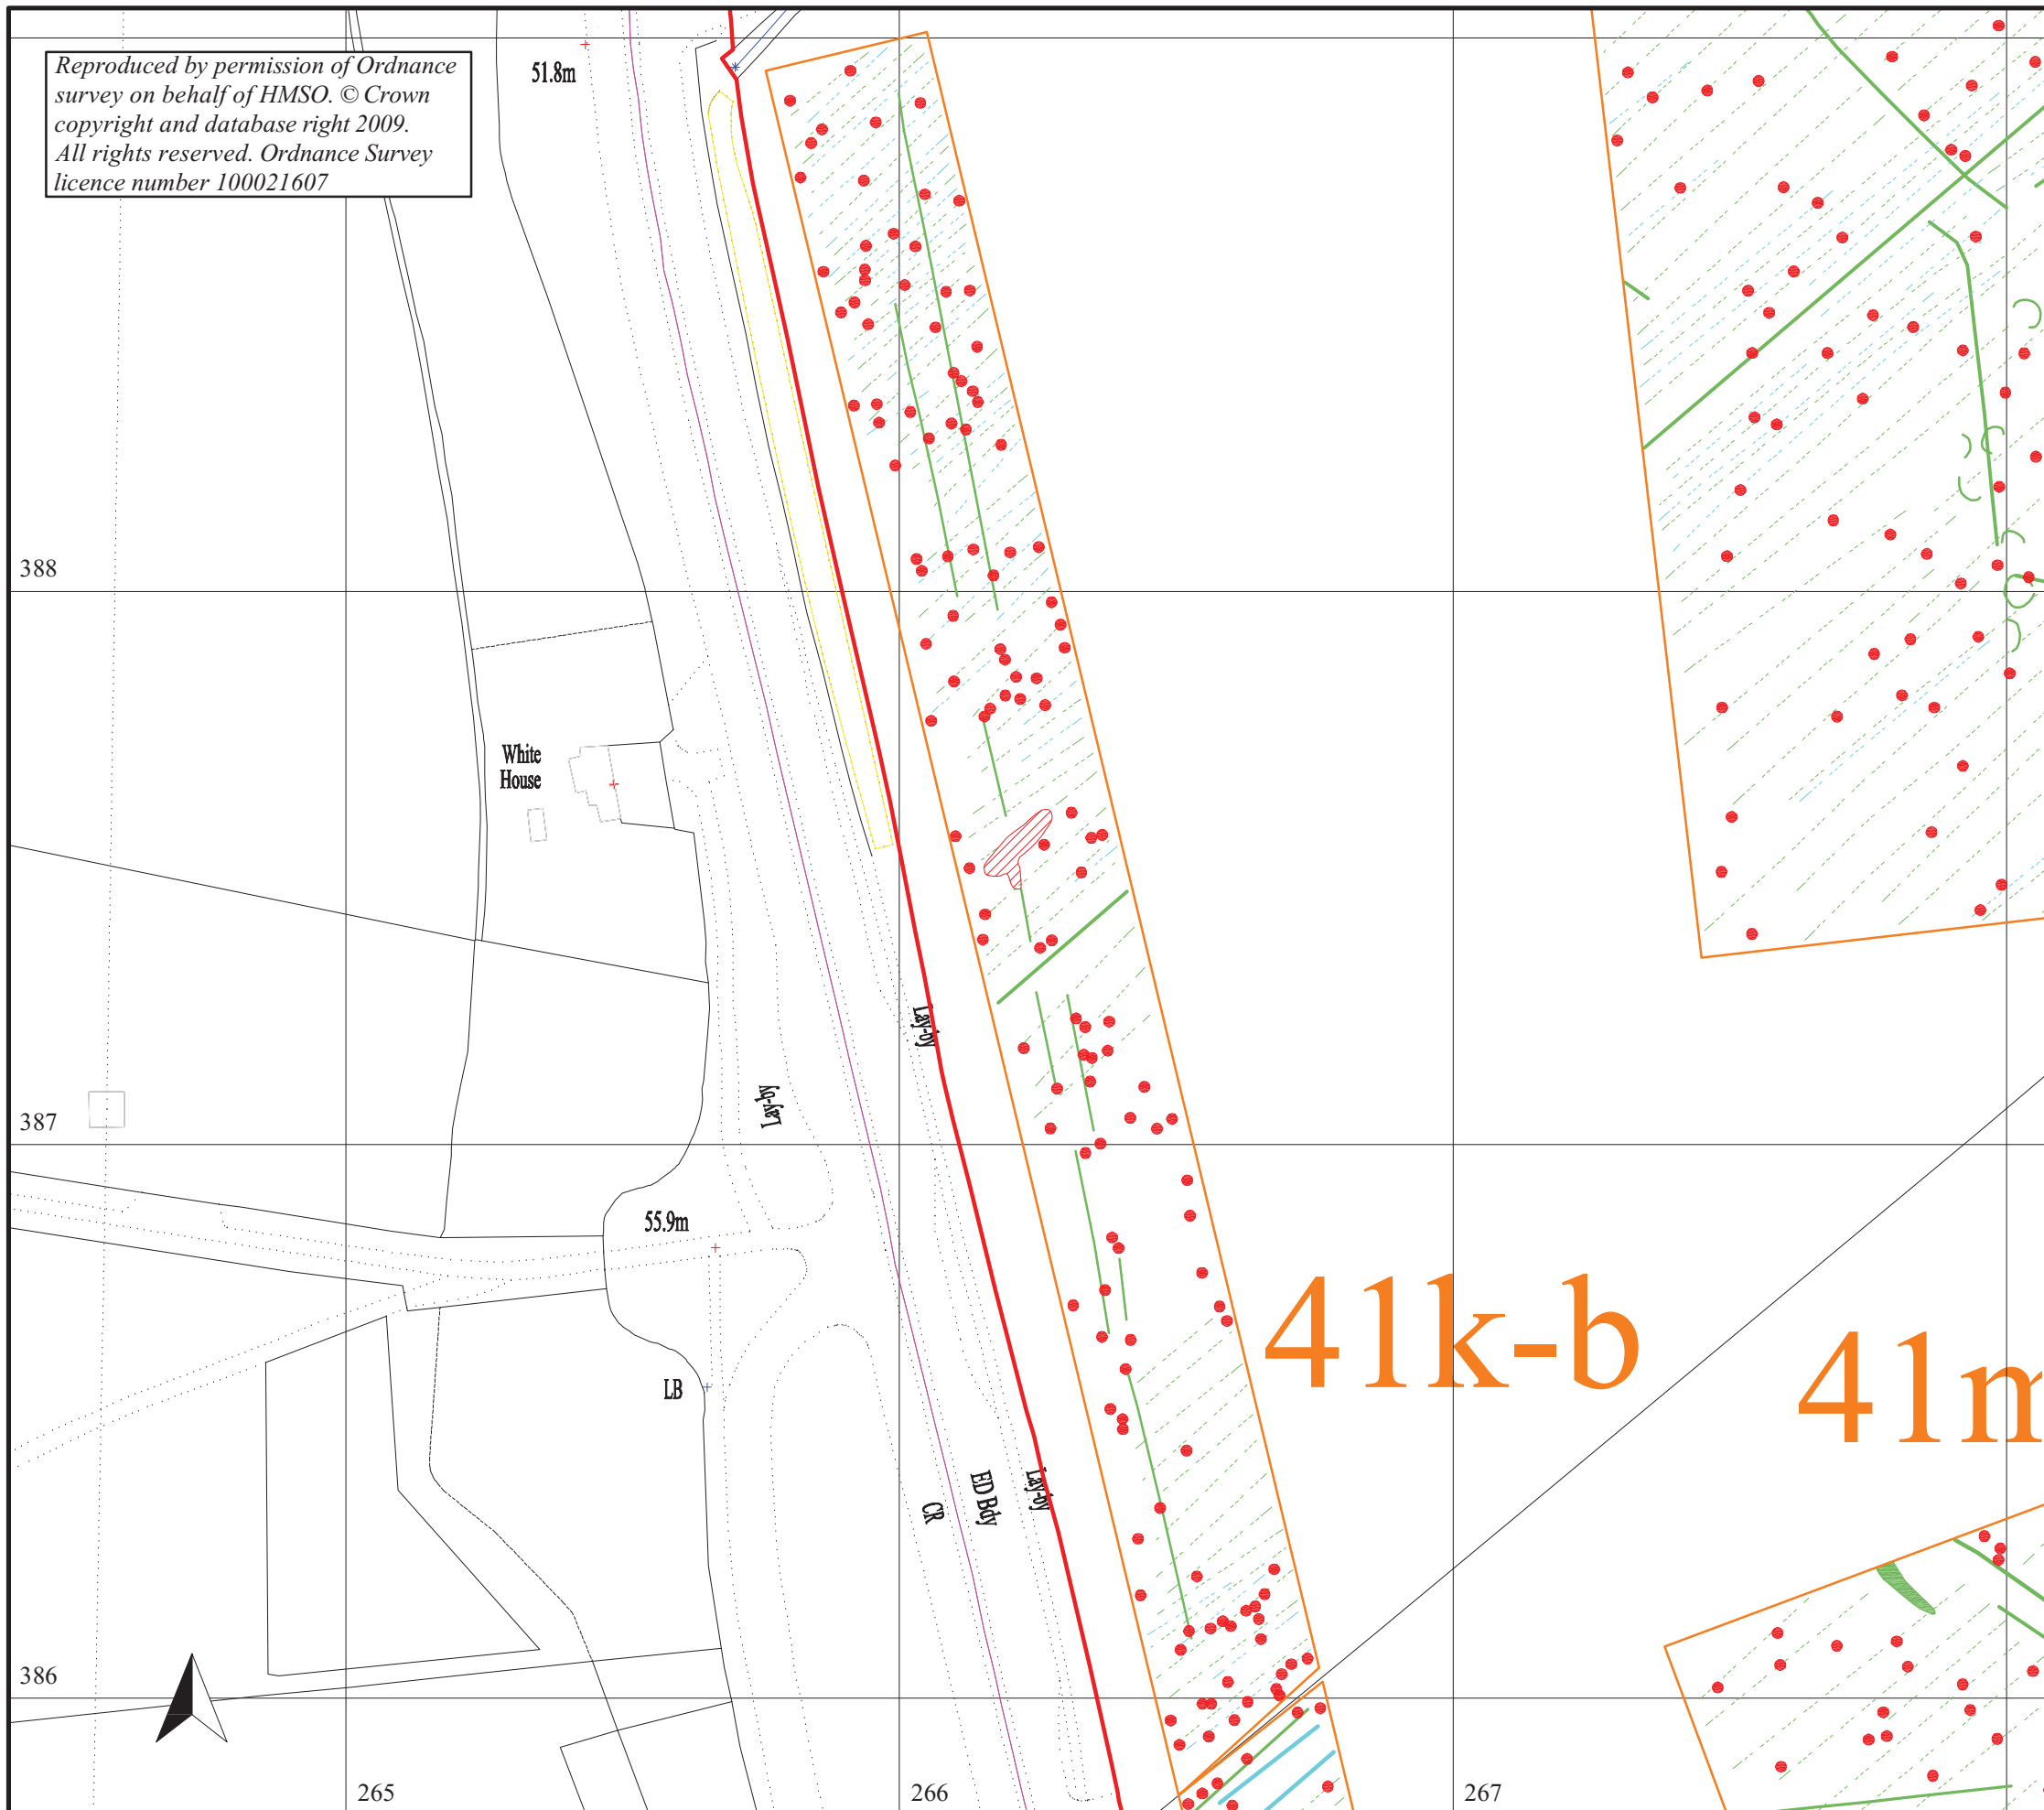 Reproduced by permission of Ordnance
survey on behalf of HMSO. © Crown
copyright and database right 2009.
All rights reserved. Ordnance Survey
licence number 100021607
51.8m
388
White
House
Lay-by
Lay-by
387
55.9m
41k-b
41m
LB
Lay-by
ED Bdy
CR
386
265
266
267